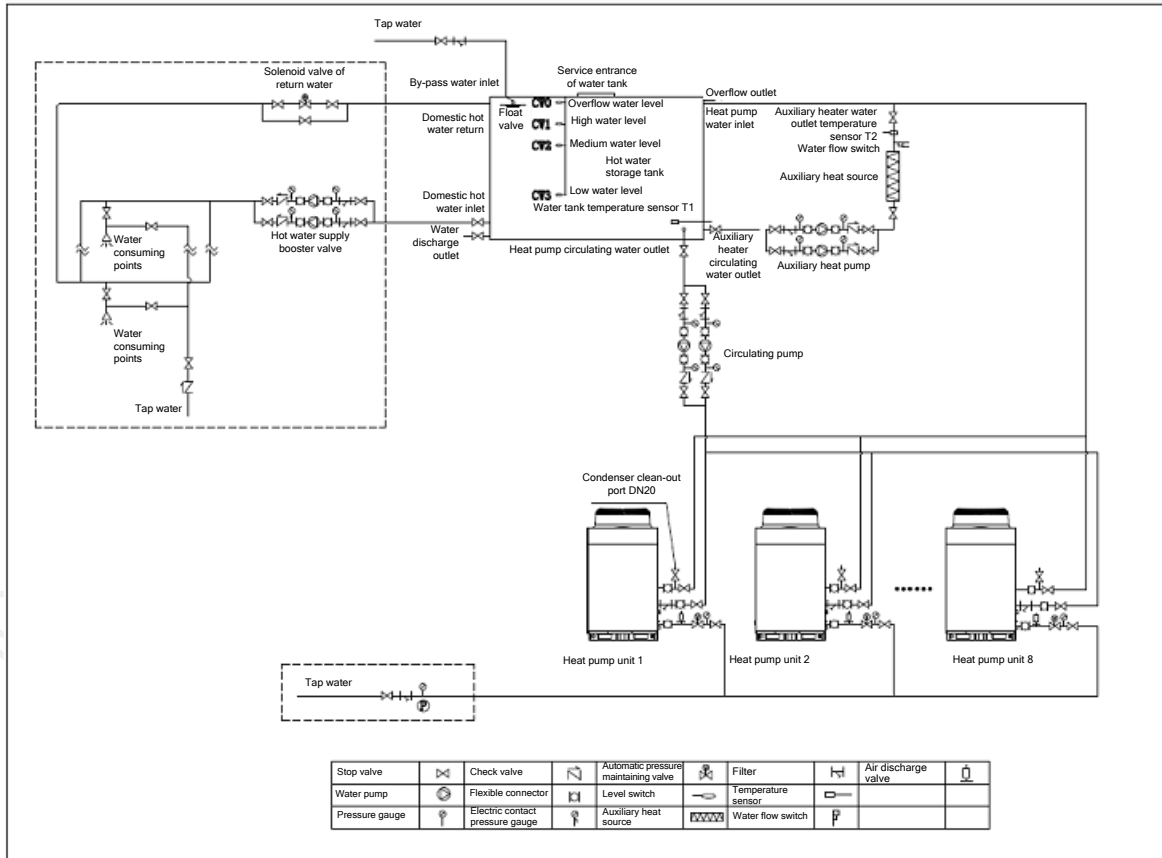 Tap water
Solenoid valve of
return water
By-pass water inlet
Service entrance
of water tank
Overflow outlet
CW0
Overflow water level
Float
valve
Heat pump
water inlet
Auxiliary heater water
outlet temperature
sensor T2
Domestic hot
water return
CW1
High water level
CW2
Medium water level
Water flow switch
Hot water
storage tank
Auxiliary heat source
CW3
Low water level
Domestic hot
water inlet
Water tank temperature sensor T1
Water
discharge
outlet
Hot water supply
booster valve
Water
consuming
points
Heat pump circulating water outlet
Auxiliary
heater
circulating
water outlet
Auxiliary heat pump
Water
consuming
points
Circulating pump
Tap water
Condenser clean-out
port DN20
Heat pump unit 1
Heat pump unit 2
Heat pump unit 8
Tap water
P
Stop valve
Check valve
Automatic pressure
maintaining valve
Filter
Air discharge
valve
Water pump
Flexible connector
Level switch
Temperature
sensor
Pressure gauge
Electric contact
pressure gauge
Auxiliary heat
source
Water flow switch